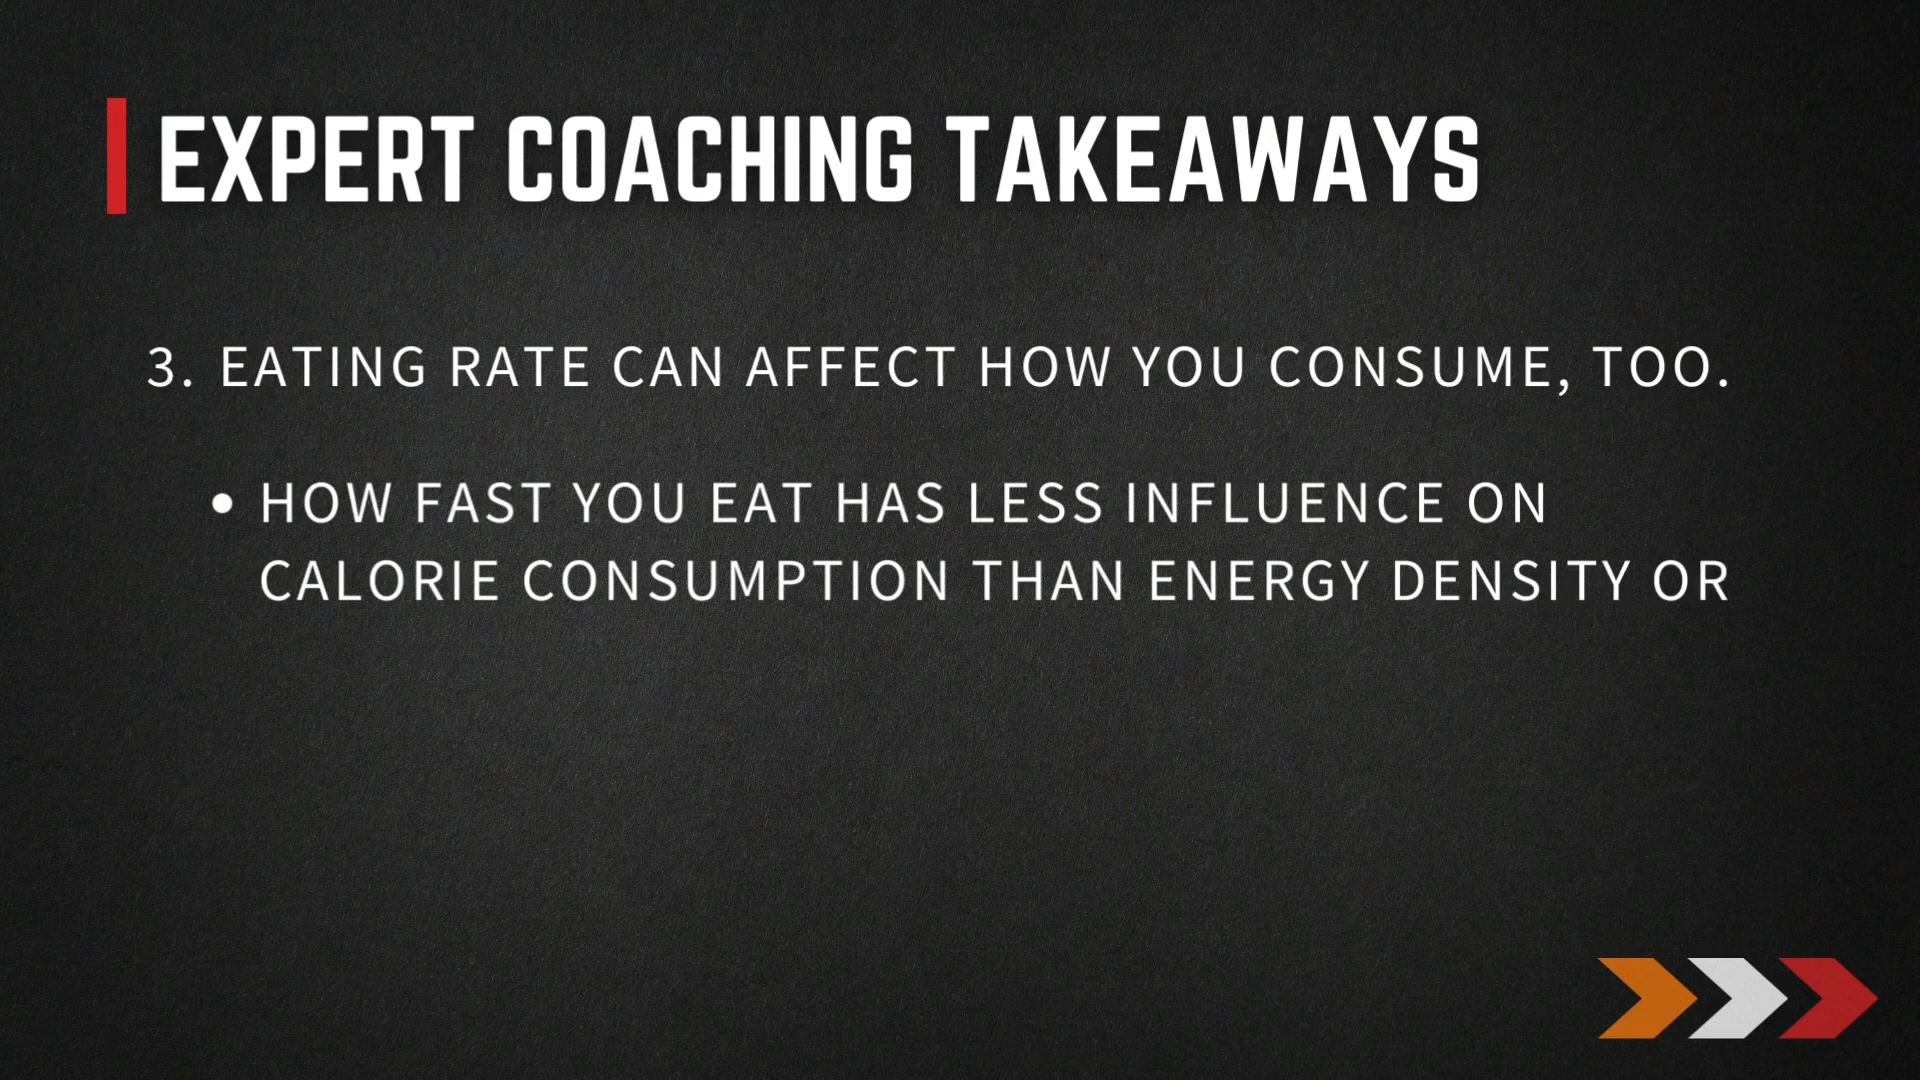 EXPERT COACHING TAKEAWAYS
3. EATING RATE CAN AFFECT HOW YOU CONSUME, TOO.
• HOW FAST YOU EAT HAS LESS INFLUENCE ON
CALORIE CONSUMPTION THAN ENERGY DENSITY OR